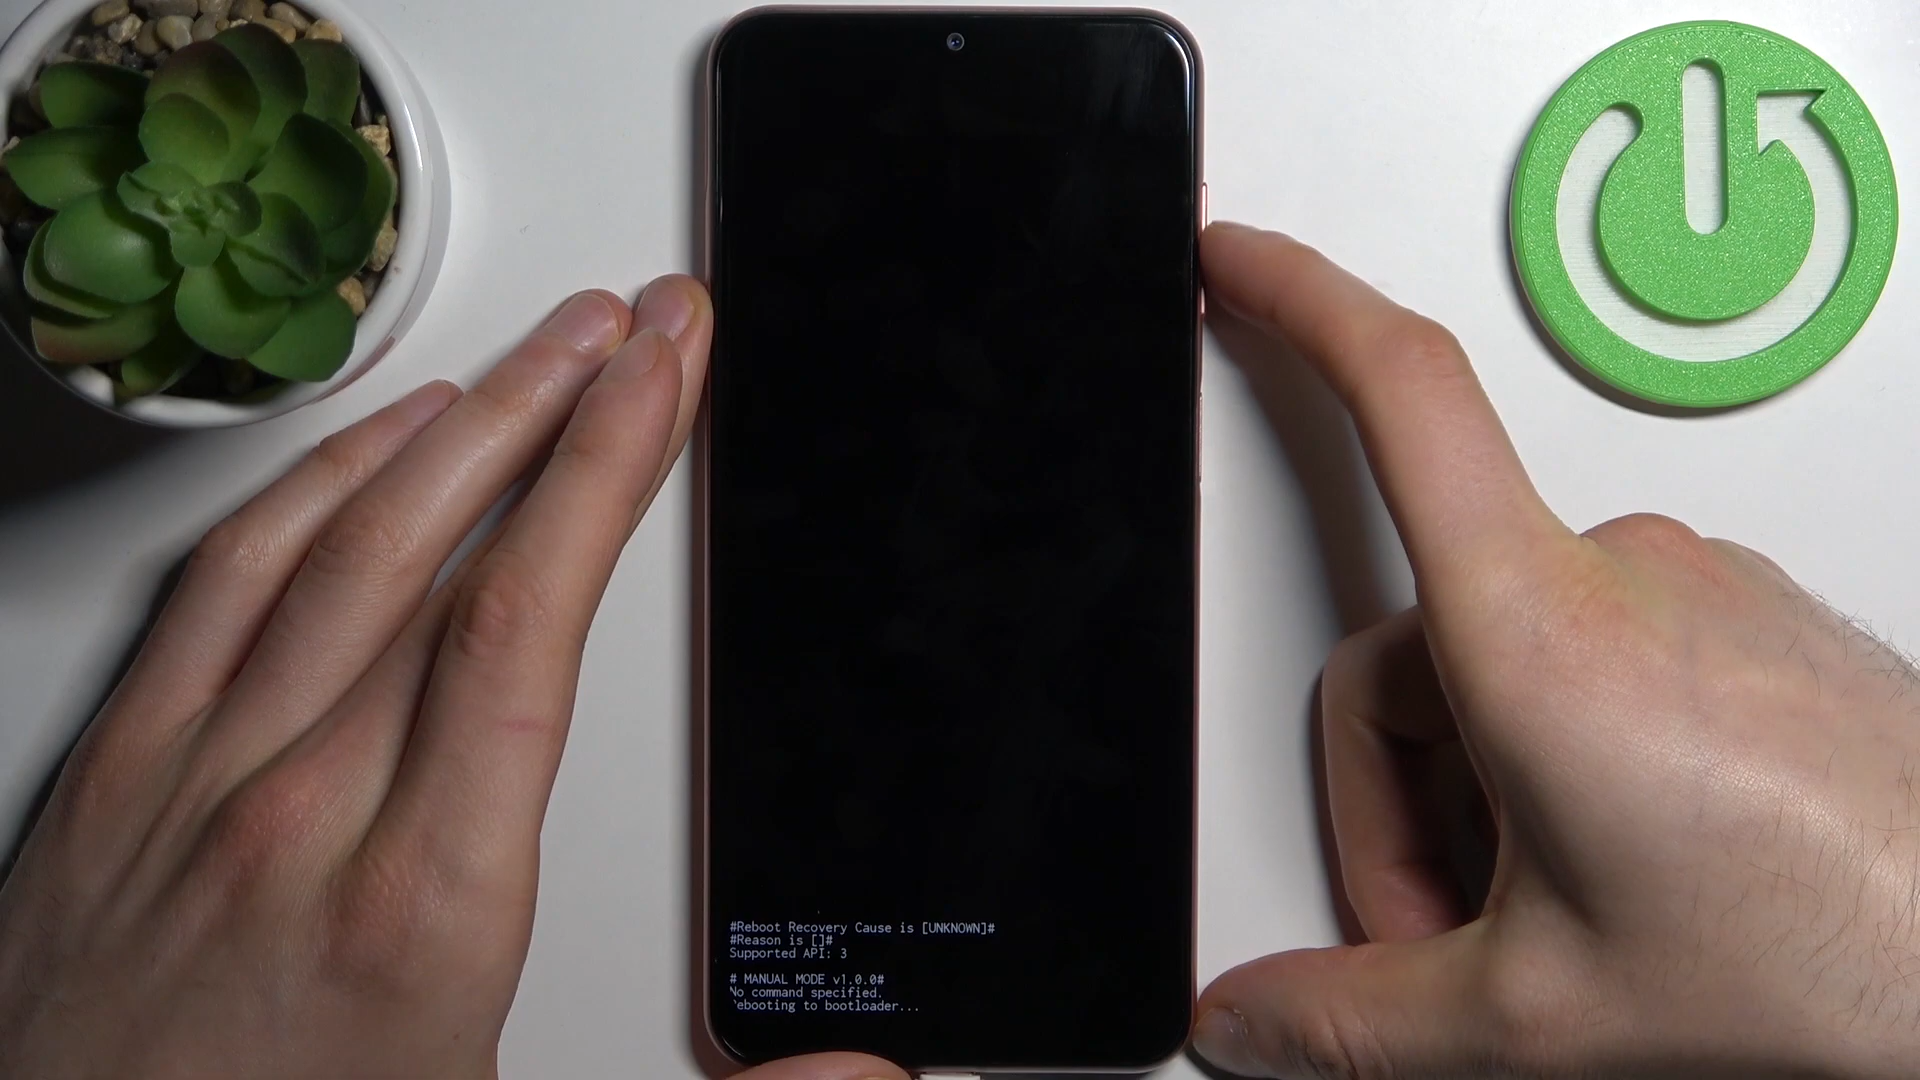 #Reboot Recovery Cause is [UNKNOWN]#
#Reason is []#
Supported API: 3
# MANUAL MODE v1.0.0#
No command specified.
ebooting to bootloader...